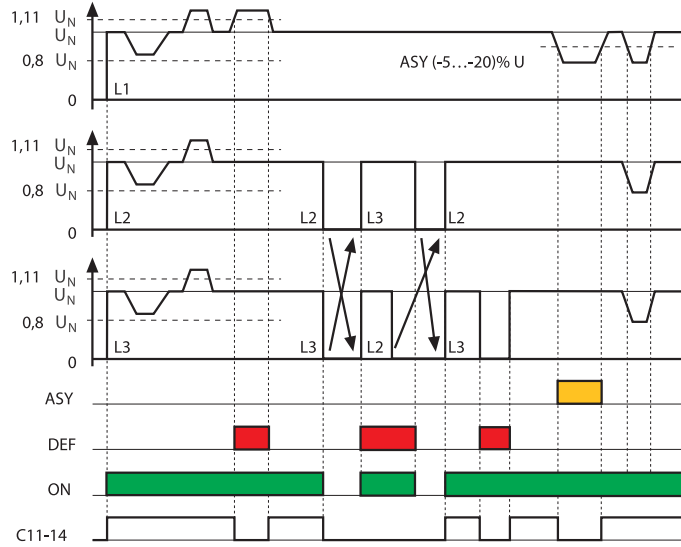 1,11 U_N
U_N
0,8 U_N
ASY (-5...-20)% U
0
L1
1,11 U_N
U_N
0,8 U_N
L2 L2 L3 L2
0
1,11 U_N
U_N
0,8 U_N
L3 L3 L2 L3
0
ASY
DEF
ON
C11-14